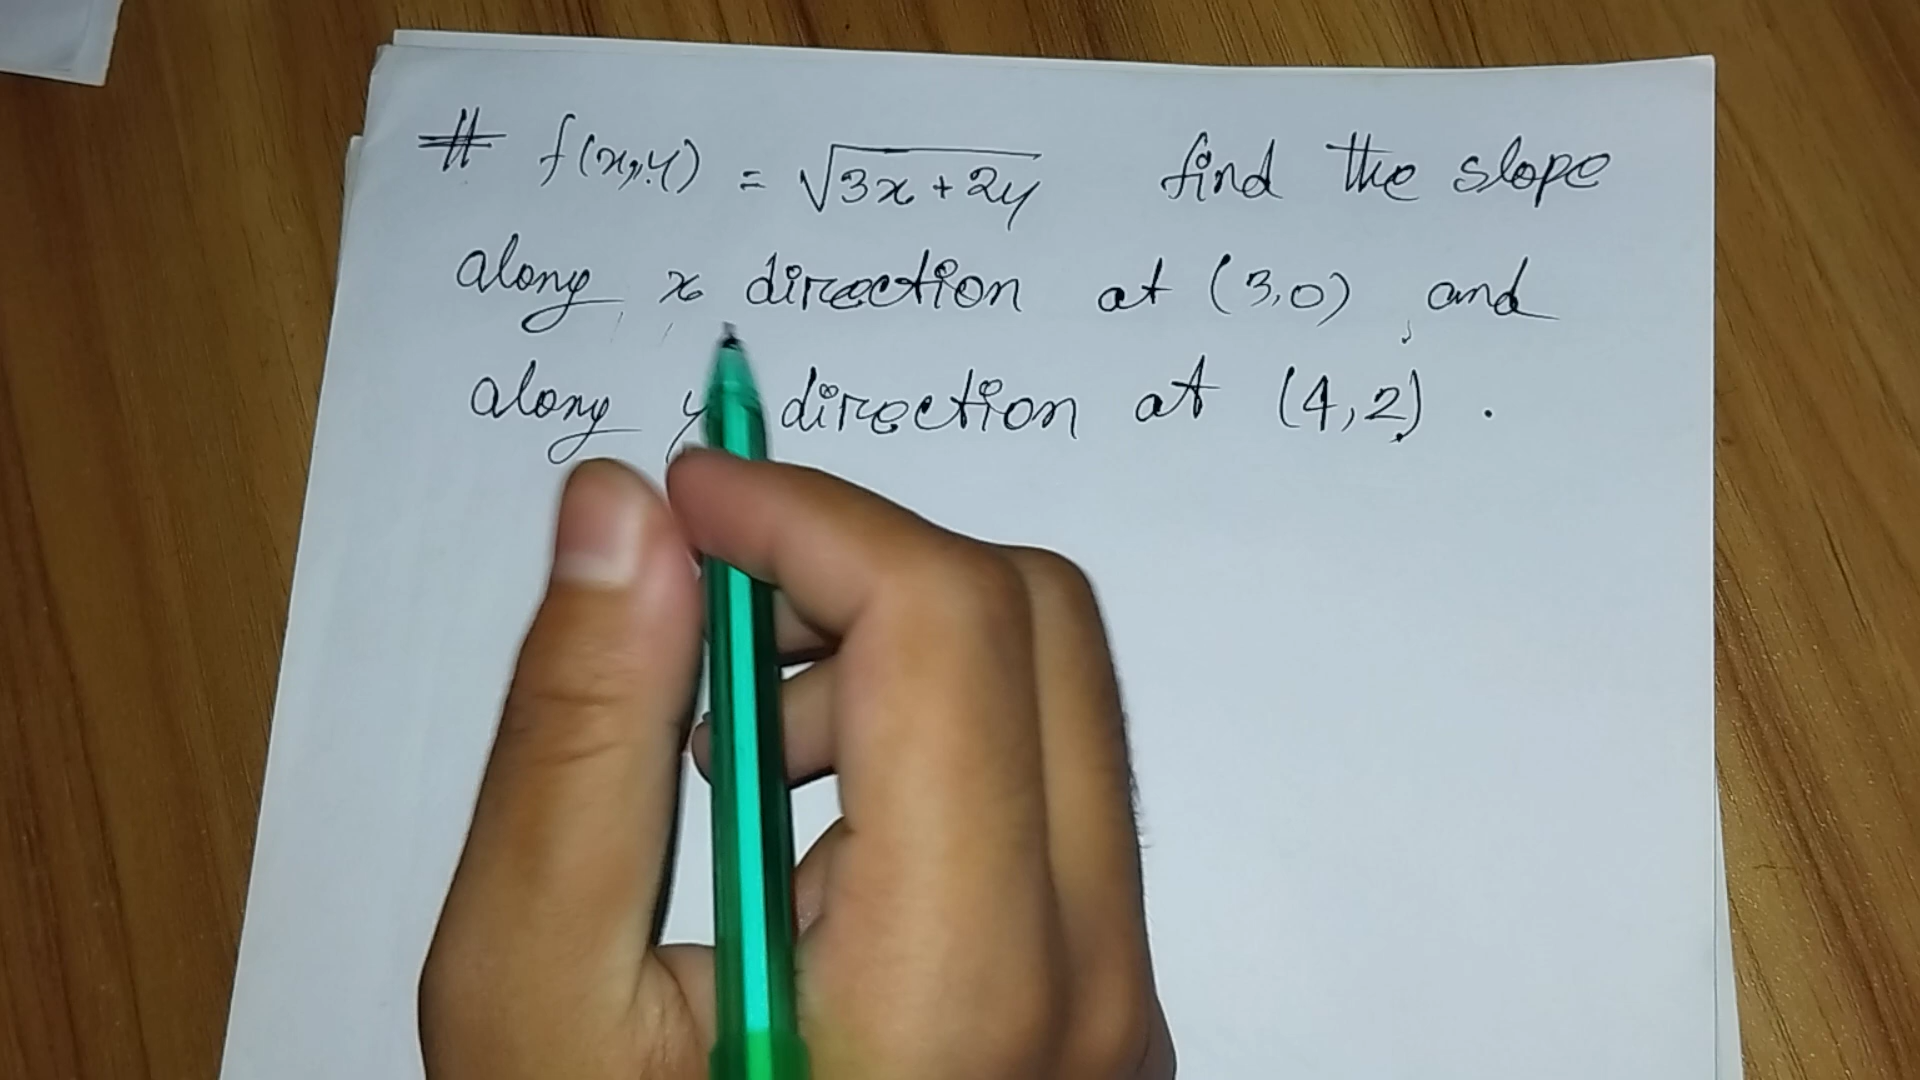 # f(x,y) = √3x + 2y find the slope
along x direction at (3,0) and
along y direction at (4,2) .